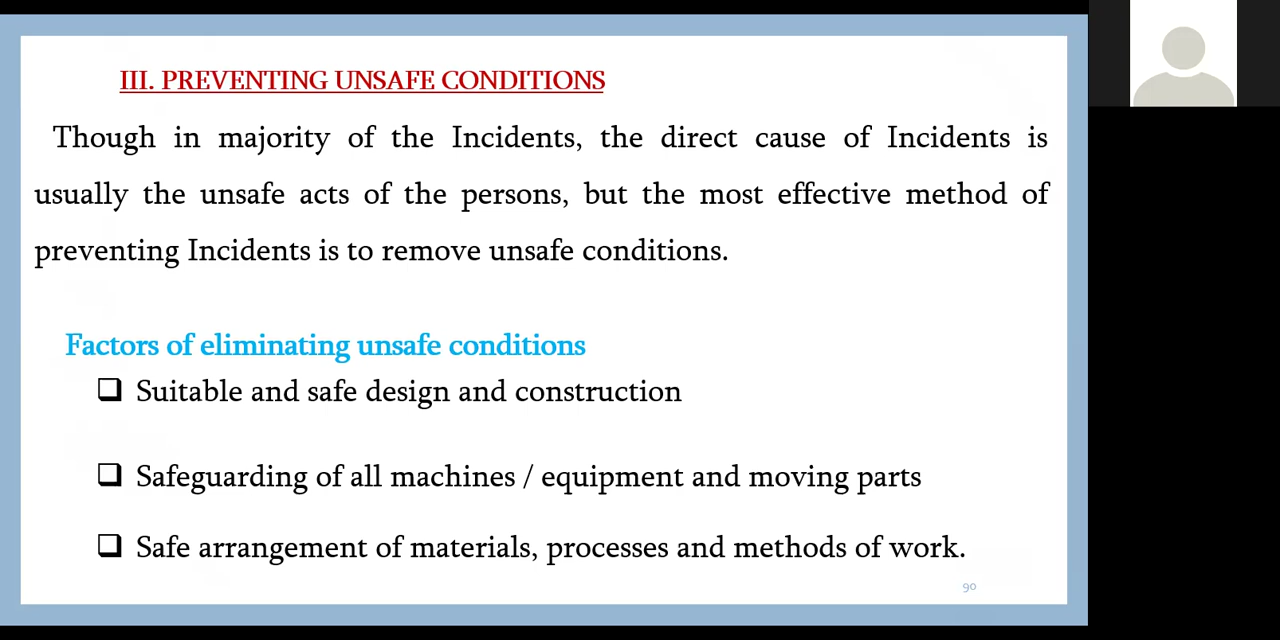 III. PREVENTING UNSAFE CONDITIONS
Though in majority of the Incidents, the direct cause of Incidents is
usually the unsafe acts of the persons, but the most effective method of
preventing Incidents is to remove unsafe conditions.
Factors of eliminating unsafe conditions
❑ Suitable and safe design and construction
❑ Safeguarding of all machines / equipment and moving parts
❑ Safe arrangement of materials, processes and methods of work.
90